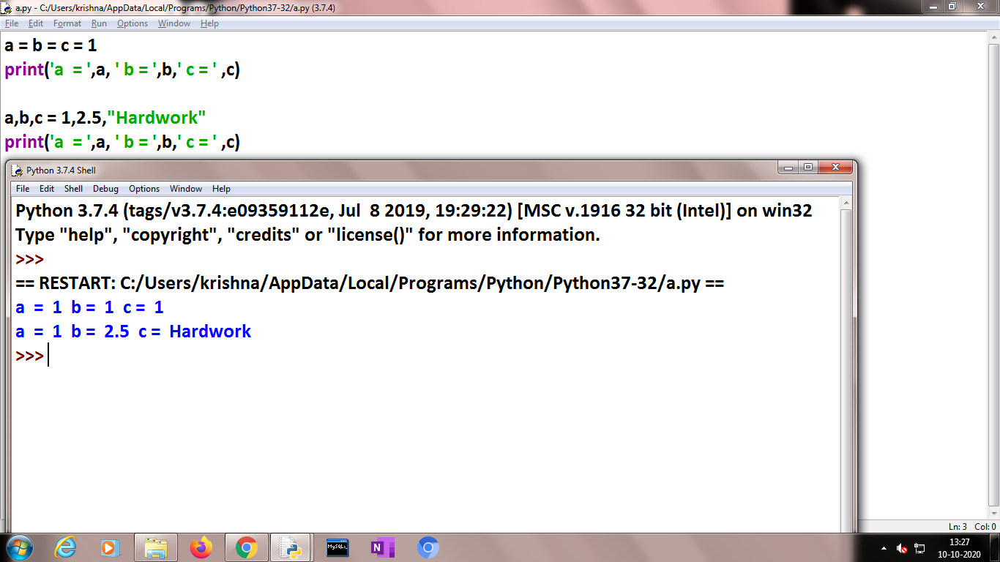 a.py - C:/Users/krishna/AppData/Local/Programs/Python/Python37-32/a.py (3.7.4)
File Edit Format Run Options Window Help
a = b = c = 1
print('a  = ',a, ' b = ',b,' c = ' ,c)
a,b,c = 1,2.5,"Hardwork"
print('a  = ',a, ' b = ',b,' c = ' ,c)
Python 3.7.4 Shell
File Edit Shell Debug Options Window Help
Python 3.7.4 (tags/v3.7.4:e09359112e, Jul  8 2019, 19:29:22) [MSC v.1916 32 bit (Intel)] on win32
Type "help", "copyright", "credits" or "license()" for more information.
>>>
== RESTART: C:/Users/krishna/AppData/Local/Programs/Python/Python37-32/a.py ==
a  =  1  b =  1  c =  1
a  =  1  b =  2.5  c =  Hardwork
>>>
Ln: 3 Col: 0
MySQL>
N
13:27
10-10-2020